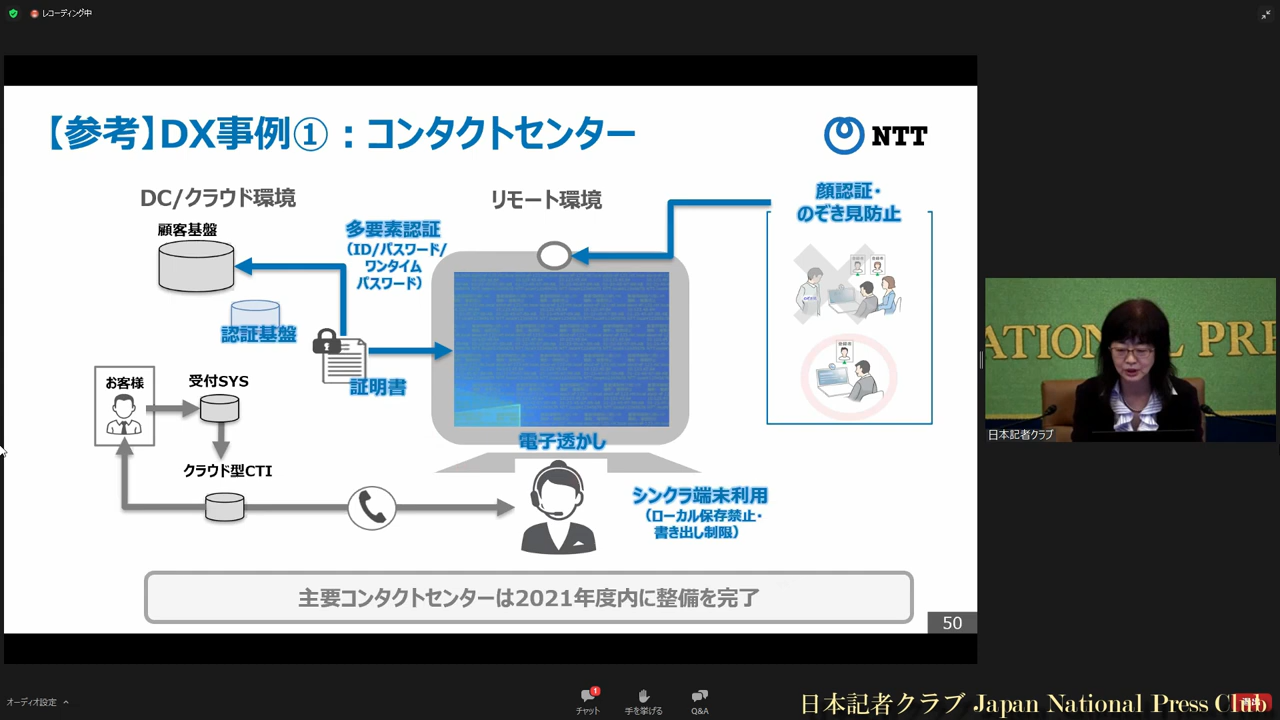 レコーディング中
【参考】DX事例①：コンタクトセンター
NTT
DC/クラウド環境
リモート環境
顔認証・
のぞき見防止
顧客基盤
多要素認証
（ID/パスワード/
ワンタイム
パスワード）
認証基盤
証明書
お客様
受付SYS
クラウド型CTI
電子透かし
シンクラ端末利用
（ローカル保存禁止・
書き出し制限）
主要コンタクトセンターは2021年度内に整備を完了
50
NATIONAL PRE
日本記者クラブ
オーディオ設定
1
チャット
手を挙げる
Q&A
日本記者クラブ Japan National Press Club